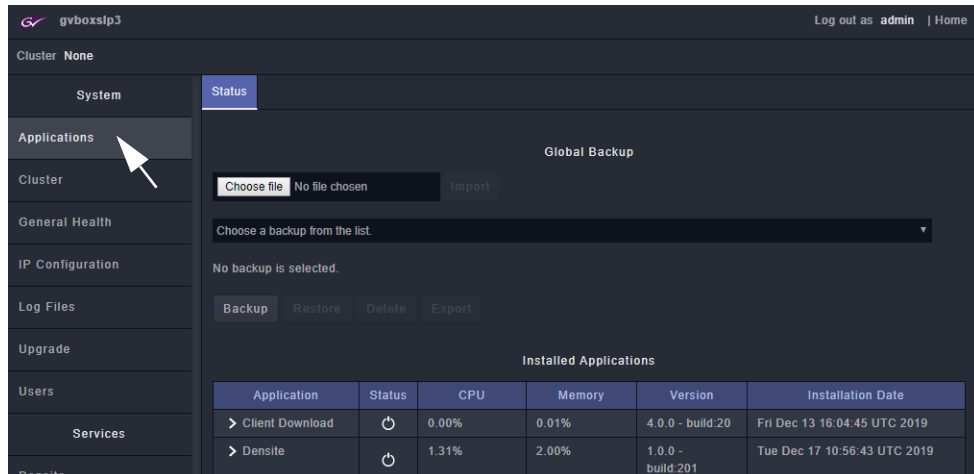 gvboxslp3
Log out as admin | Home
Cluster None
System
Status
Applications
Global Backup
Cluster
Choose file No file chosen Import
General Health
Choose a backup from the list.
IP Configuration
No backup is selected.
Log Files
Backup Restore Delete Export
Upgrade
Installed Applications
Users
Application Status CPU Memory Version Installation Date
Client Download 0.00% 0.01% 4.0.0 - build:20 Fri Dec 13 16:04:45 UTC 2019
Services
Densite 1.31% 2.00% 1.0.0 - Tue Dec 17 10:56:43 UTC 2019
build:201